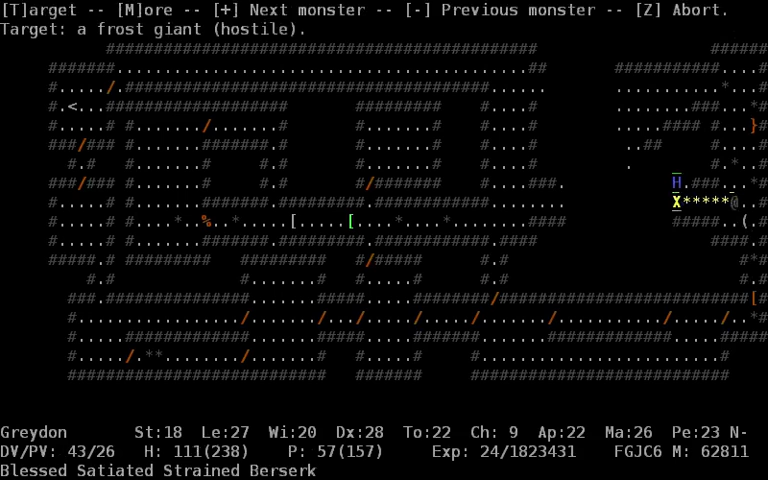 [T]arget -- [M]ore -- [+] Next monster -- [-] Previous monster -- [Z] Abort.
Target: a frost giant (hostile).
Greydon St:18 Le:27 Wi:20 Dx:28 To:22 Ch: 9 Ap:22 Ma:26 Pe:23 N-
DV/PV: 43/26 H: 111(238) P: 57(157) Exp: 24/1823431 FGJC6 M: 62811
Blessed Satiated Strained Berserk